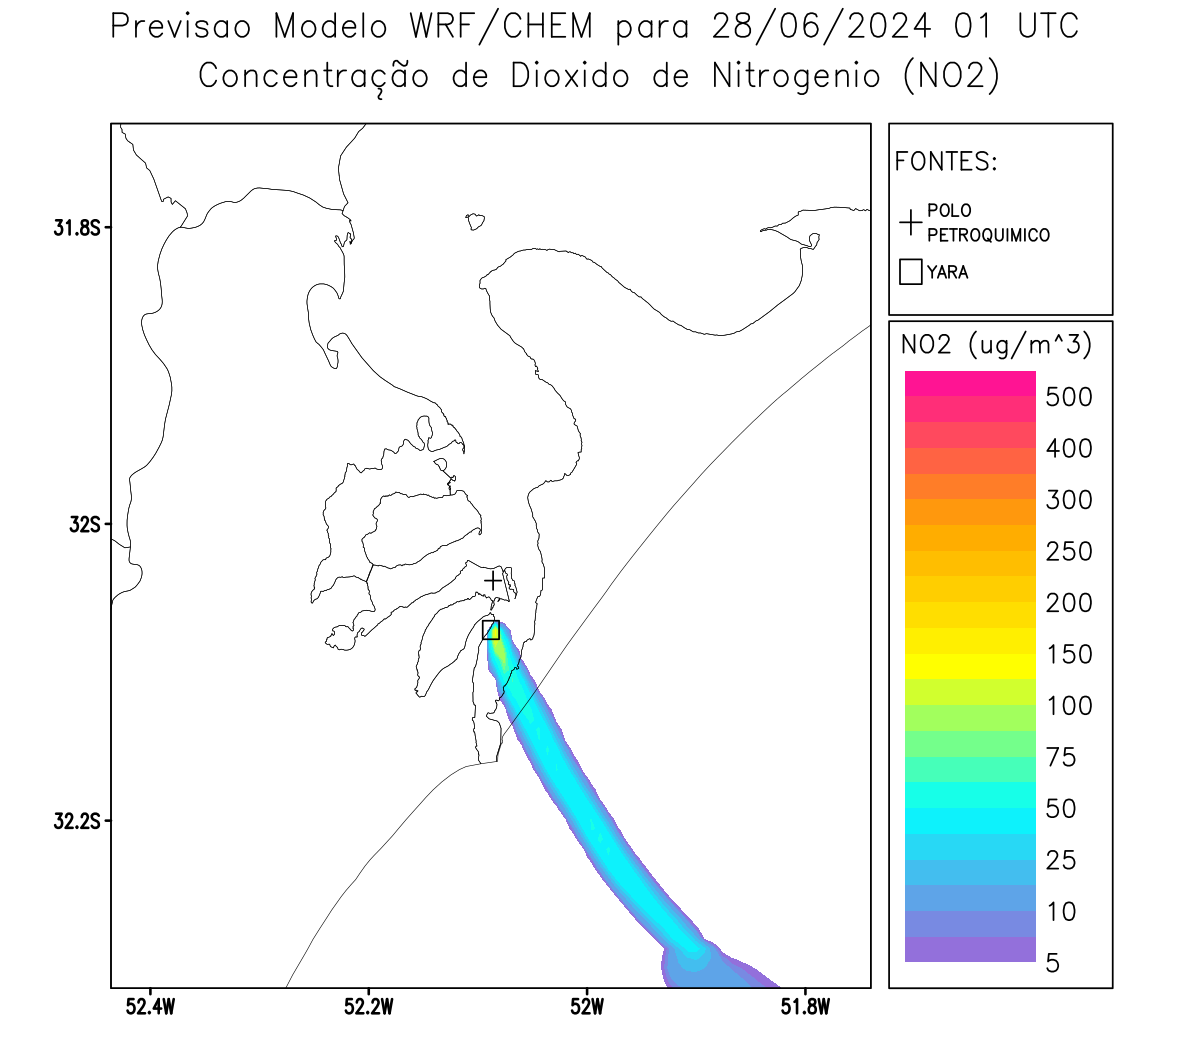 Previsao Modelo WRF/CHEM para 28/06/2024 01 UTC
Concentração de Dioxido de Nitrogenio (NO2)
FONTES:
POLO
PETROQUIMICO
YARA
NO2 (ug/m^3)
500
400
300
250
200
150
100
75
50
25
10
5
31.8S
32S
32.2S
52.4W
52.2W
52W
51.8W